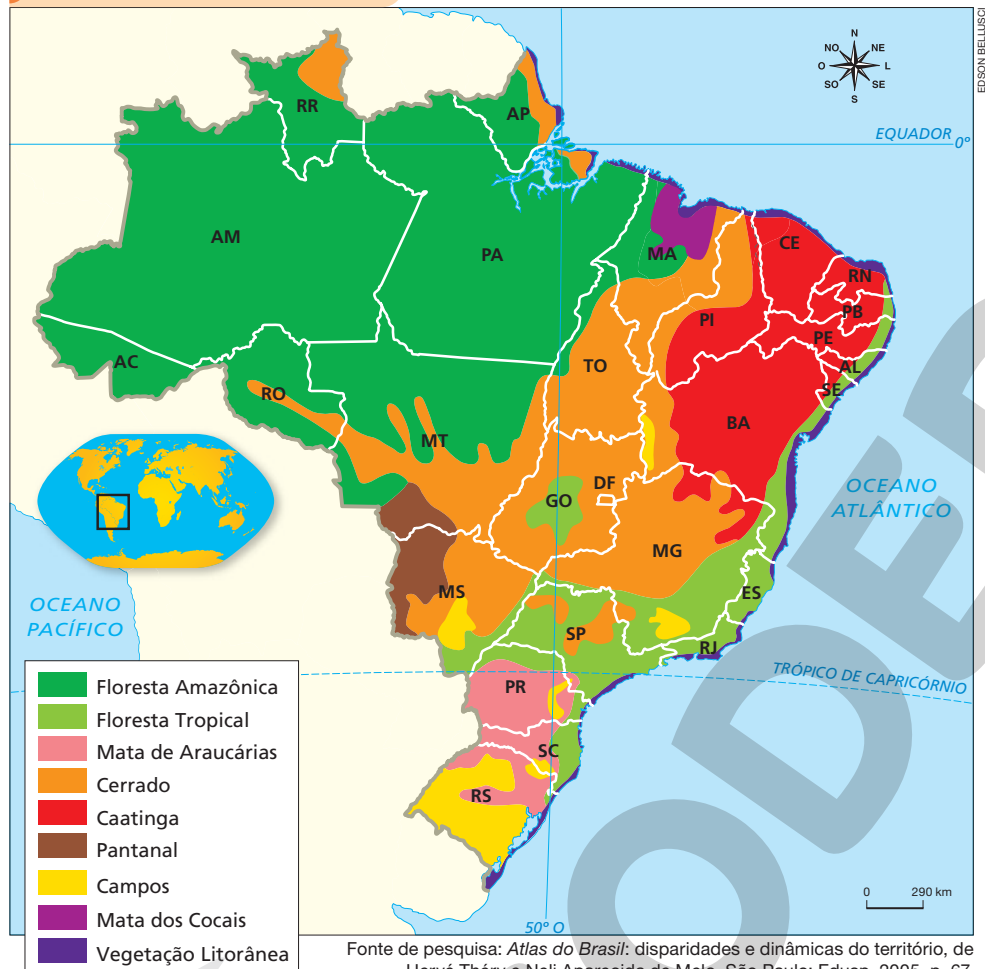 EDSON BELLUSCI
N
NO NE
O L
SO SE
S
EQUADOR 0°
RR
AP
AM
PA
MA
CE
RN
PB
PI
PE
AC
TO
AL
SE
RO
BA
MT
DF
GO
OCEANO
ATLÂNTICO
MG
MS
ES
OCEANO
PACÍFICO
SP
RJ
TRÓPICO DE CAPRICÓRNIO
PR
SC
RS
Floresta Amazônica
Floresta Tropical
Mata de Araucárias
Cerrado
Caatinga
Pantanal
Campos
Mata dos Cocais
Vegetação Litorânea
0 290 km
50° O
Fonte de pesquisa: Atlas do Brasil: disparidades e dinâmicas do território, de